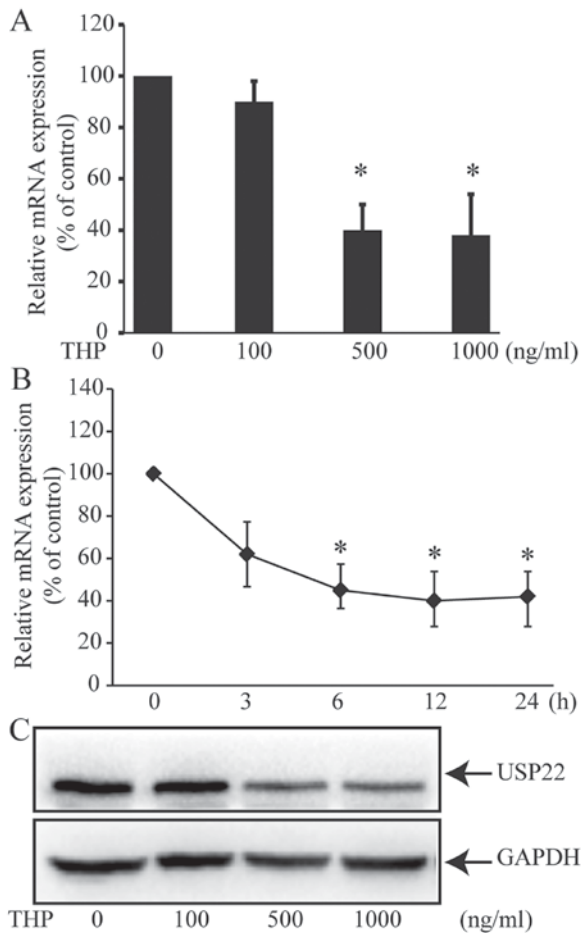 A
Relative mRNA expression
(% of control)
120
100
80
60
40
20
0
* *
THP 0 100 500 1000 (ng/ml)
B
Relative mRNA expression
(% of control)
140
120
100
80
60
40
20
0
* * *
0 3 6 12 24 (h)
C
USP22
GAPDH
THP 0 100 500 1000 (ng/ml)